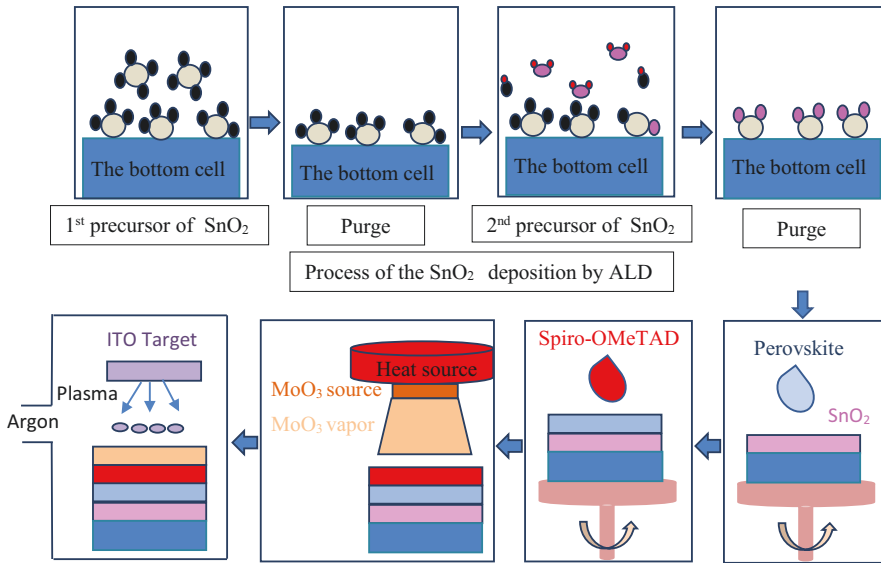 The bottom cell
The bottom cell
The bottom cell
The bottom cell
1st precursor of SnO2
Purge
2nd precursor of SnO2
Purge
Process of the SnO2 deposition by ALD
ITO Target
Plasma
Argon
Heat source
MoO3 source
MoO3 vapor
Spiro-OMeTAD
Perovskite
SnO2